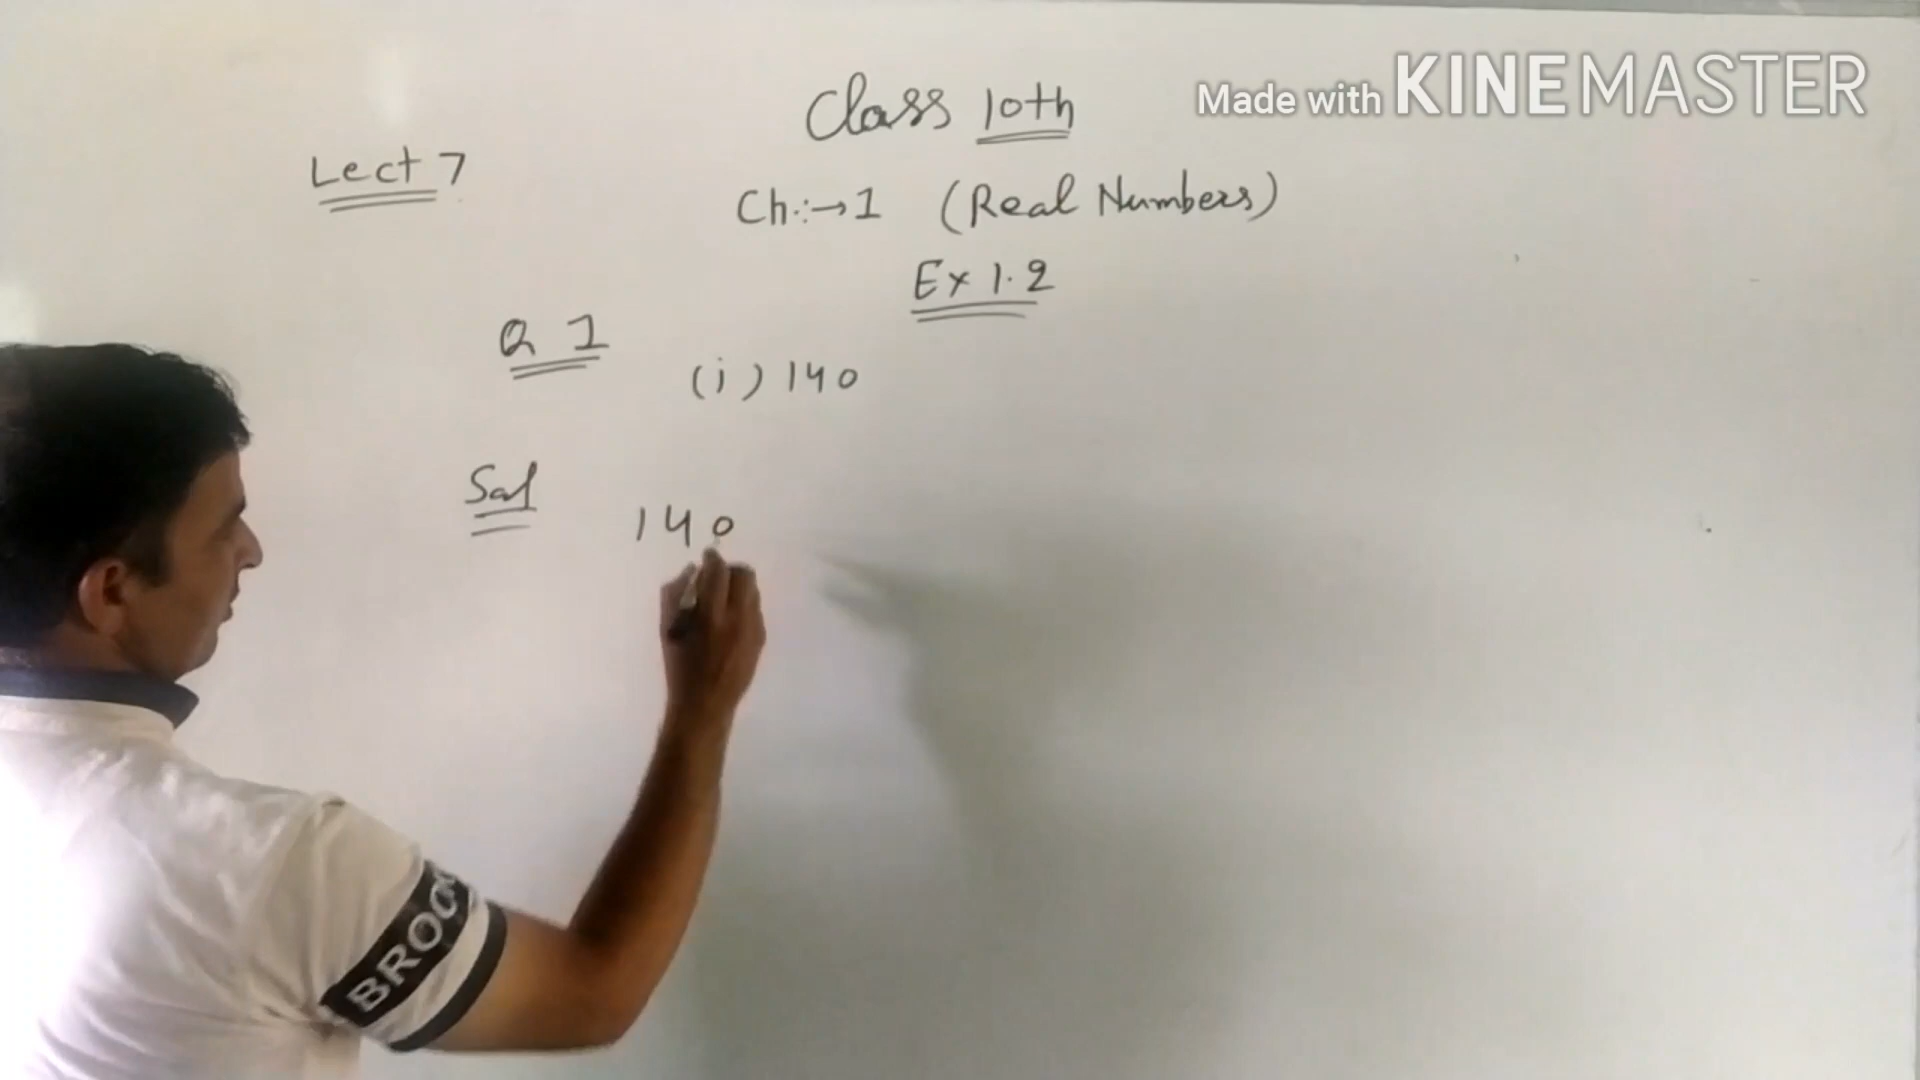 Made with KINEMASTER
Class 10th
Lect 7
Ch.:→1 (Real Numbers)
Ex 1.2
Q 1
(i) 140
Sol
140
BROO